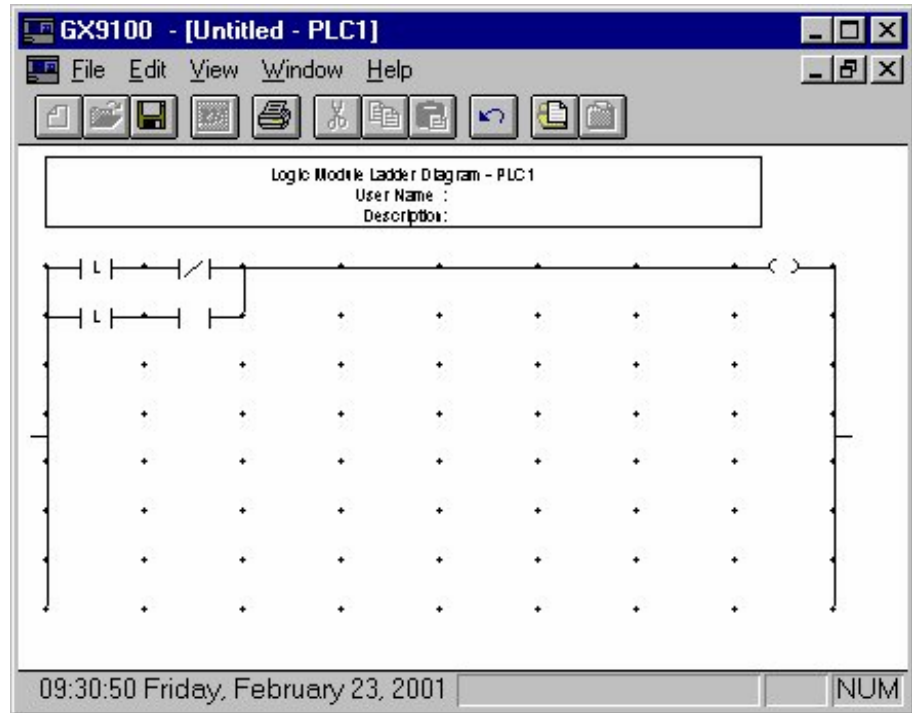 GX9100 - [Untitled - PLC1]
File Edit View Window Help
Logic Module Ladder Diagram - PLC1
User Name :
Description:
L
L
09:30:50 Friday, February 23, 2001
NUM